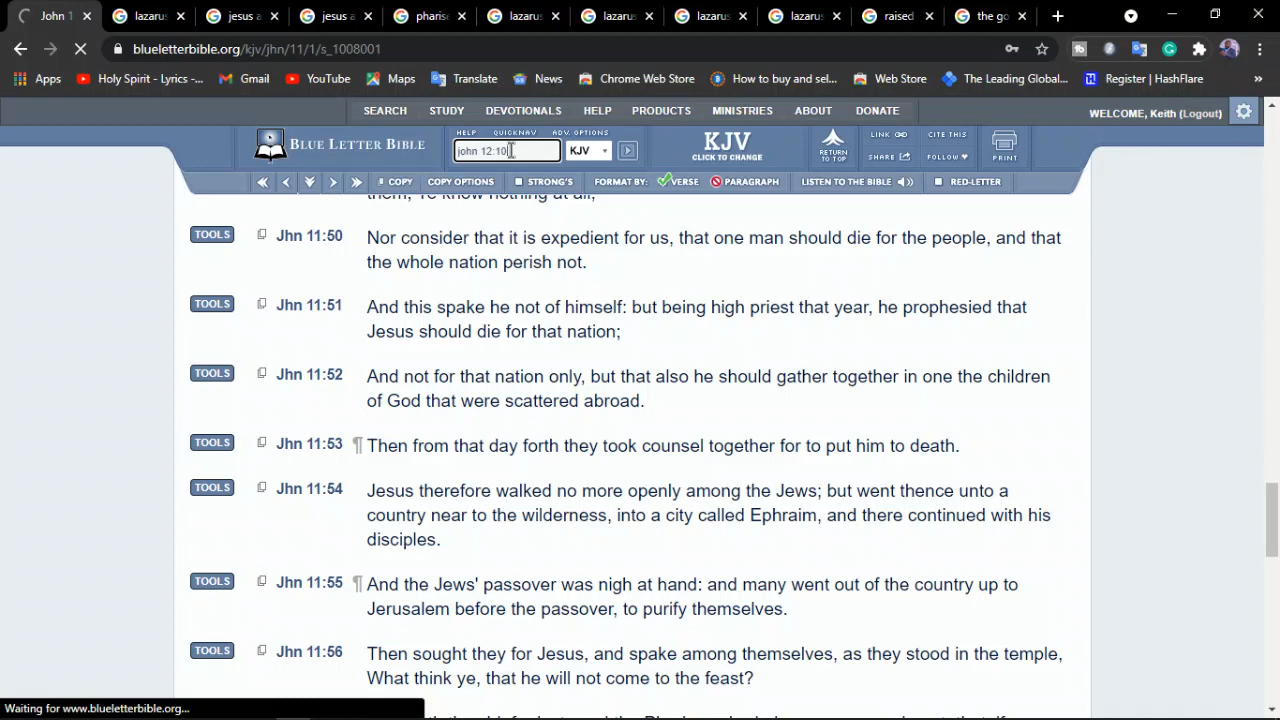 John 1
lazarus
jesus a
jesus a
pharise
lazarus
lazarus
lazarus
lazarus
raised
the go
blueletterbible.org/kjv/jhn/11/1/s_1008001
Apps
Holy Spirit - Lyrics -...
Gmail
YouTube
Maps
Translate
News
Chrome Web Store
How to buy and sel...
Web Store
The Leading Global...
Register | HashFlare
»
SEARCH
STUDY
DEVOTIONALS
HELP
PRODUCTS
MINISTRIES
ABOUT
DONATE
WELCOME, Keith (Logout)
BLUE LETTER BIBLE
HELP
QUICKNAV
ADV. OPTIONS
john 12:10
KJV
KJV
CLICK TO CHANGE
RETURN
TO TOP
LINK
CITE THIS
SHARE
FOLLOW
PRINT
COPY
COPY OPTIONS
STRONG'S
FORMAT BY:
VERSE
PARAGRAPH
LISTEN TO THE BIBLE
RED-LETTER
them, Ye know nothing at all,
TOOLS Jhn 11:50 Nor consider that it is expedient for us, that one man should die for the people, and that
the whole nation perish not.
TOOLS Jhn 11:51 And this spake he not of himself: but being high priest that year, he prophesied that
Jesus should die for that nation;
TOOLS Jhn 11:52 And not for that nation only, but that also he should gather together in one the children
of God that were scattered abroad.
TOOLS Jhn 11:53 ¶ Then from that day forth they took counsel together for to put him to death.
TOOLS Jhn 11:54 Jesus therefore walked no more openly among the Jews; but went thence unto a
country near to the wilderness, into a city called Ephraim, and there continued with his
disciples.
TOOLS Jhn 11:55 ¶ And the Jews' passover was nigh at hand: and many went out of the country up to
Jerusalem before the passover, to purify themselves.
TOOLS Jhn 11:56 Then sought they for Jesus, and spake among themselves, as they stood in the temple,
What think ye, that he will not come to the feast?
Waiting for www.blueletterbible.org...